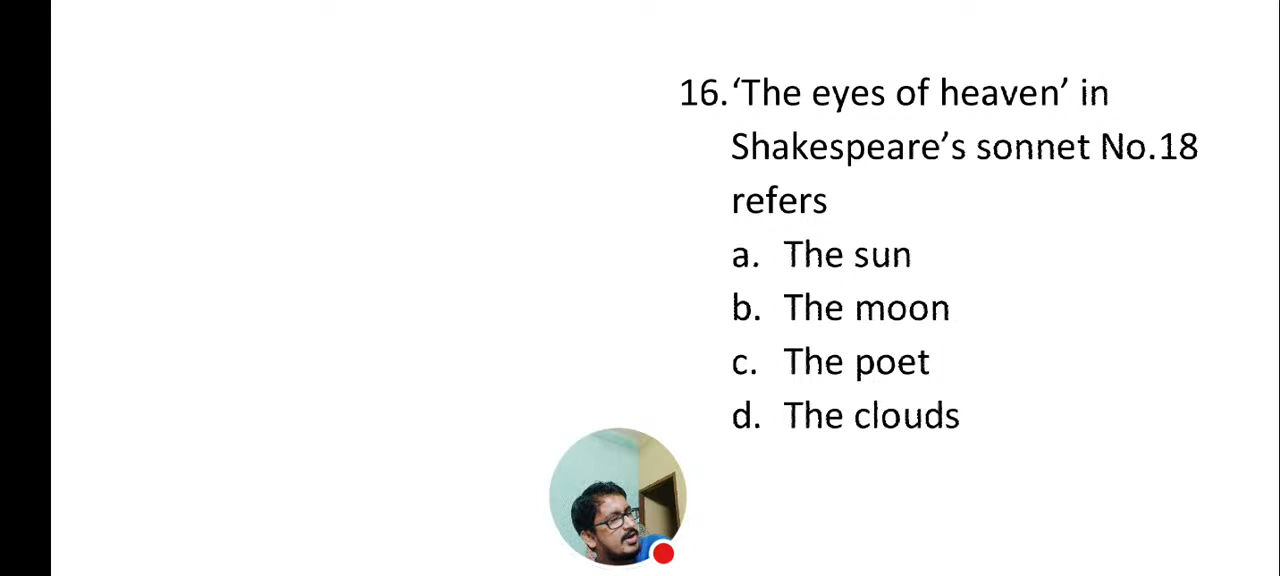 16. ‘The eyes of heaven’ in
Shakespeare’s sonnet No.18
refers
a. The sun
b. The moon
c. The poet
d. The clouds